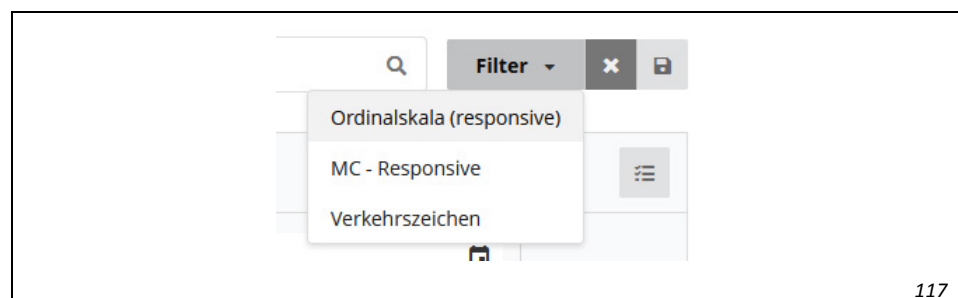 Filter
Ordinalskala (responsive)
MC - Responsive
Verkehrszeichen
117